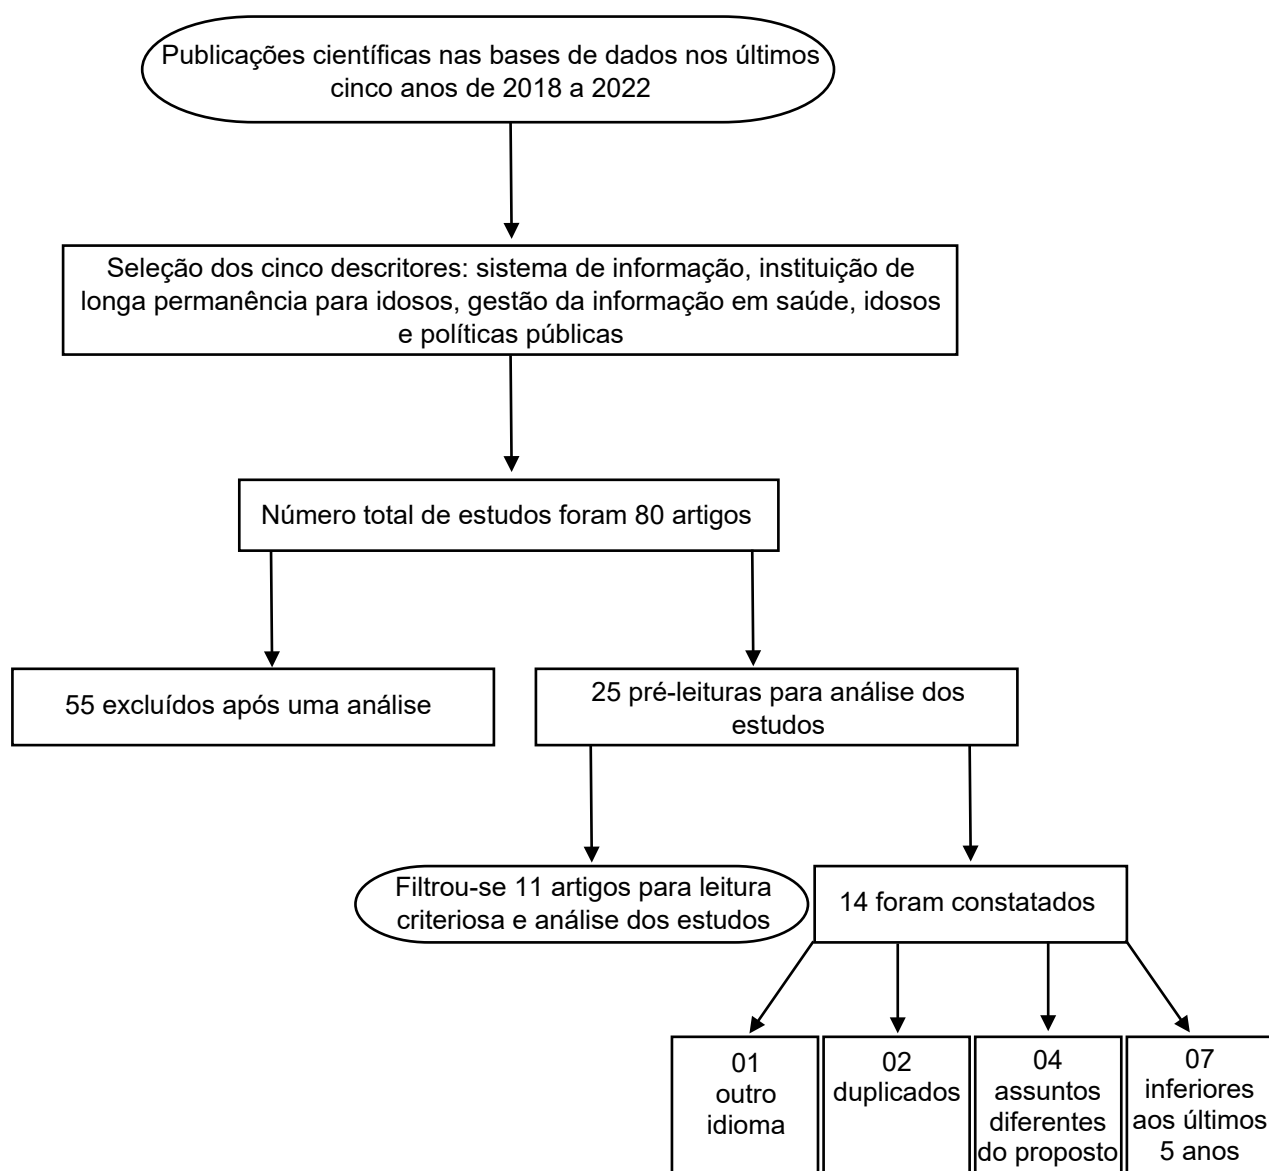 Publicações científicas nas bases de dados nos últimos
cinco anos de 2018 a 2022
Seleção dos cinco descritores: sistema de informação, instituição de
longa permanência para idosos, gestão da informação em saúde, idosos
e políticas públicas
Número total de estudos foram 80 artigos
55 excluídos após uma análise
25 pré-leituras para análise dos
estudos
Filtrou-se 11 artigos para leitura
criteriosa e análise dos estudos
14 foram constatados
01
outro
idioma
02
duplicados
04
assuntos
diferentes
do proposto
07
inferiores
aos últimos
5 anos